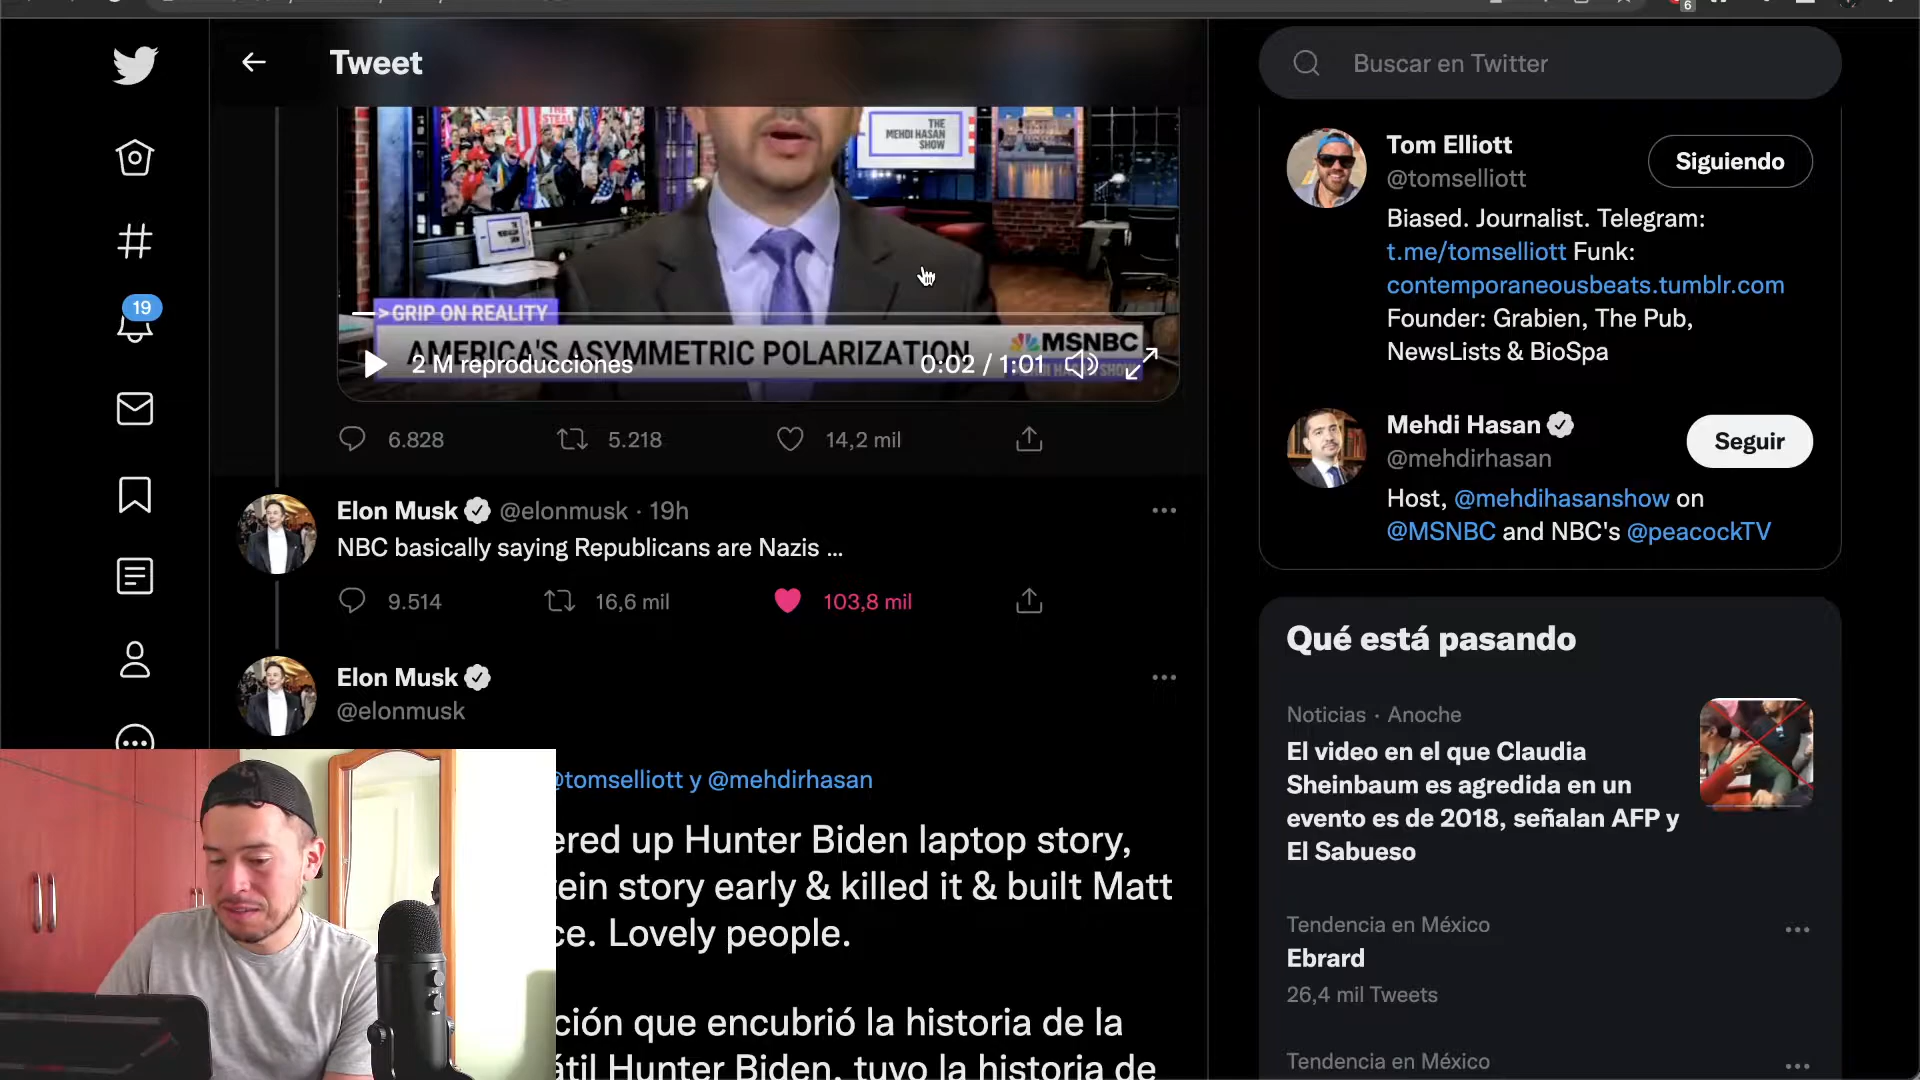 6
Tweet
Buscar en Twitter
THE
MEHDI HASAN
SHOW
> GRIP ON REALITY
AMERICA'S ASYMMETRIC POLARIZATION
MSNBC
2 M reproducciones
0:02 / 1:01
19
6.828
5.218
14,2 mil
Elon Musk @elonmusk · 19h
NBC basically saying Republicans are Nazis ...
9.514
16,6 mil
103,8 mil
Elon Musk
@elonmusk
@tomselliott y @mehdirhasan
ered up Hunter Biden laptop story,
tein story early & killed it & built Matt
ce. Lovely people.
ción que encubrió la historia de la
átil Hunter Biden, tuvo la historia de
Tom Elliott
@tomselliott
Siguiendo
Biased. Journalist. Telegram:
t.me/tomselliott Funk:
contemporaneousbeats.tumblr.com
Founder: Grabien, The Pub,
NewsLists & BioSpa
Mehdi Hasan
@mehdirhasan
Seguir
Host, @mehdihasanshow on
@MSNBC and NBC's @peacockTV
Qué está pasando
Noticias · Anoche
El video en el que Claudia
Sheinbaum es agredida en un
evento es de 2018, señalan AFP y
El Sabueso
Tendencia en México
Ebrard
26,4 mil Tweets
Tendencia en México